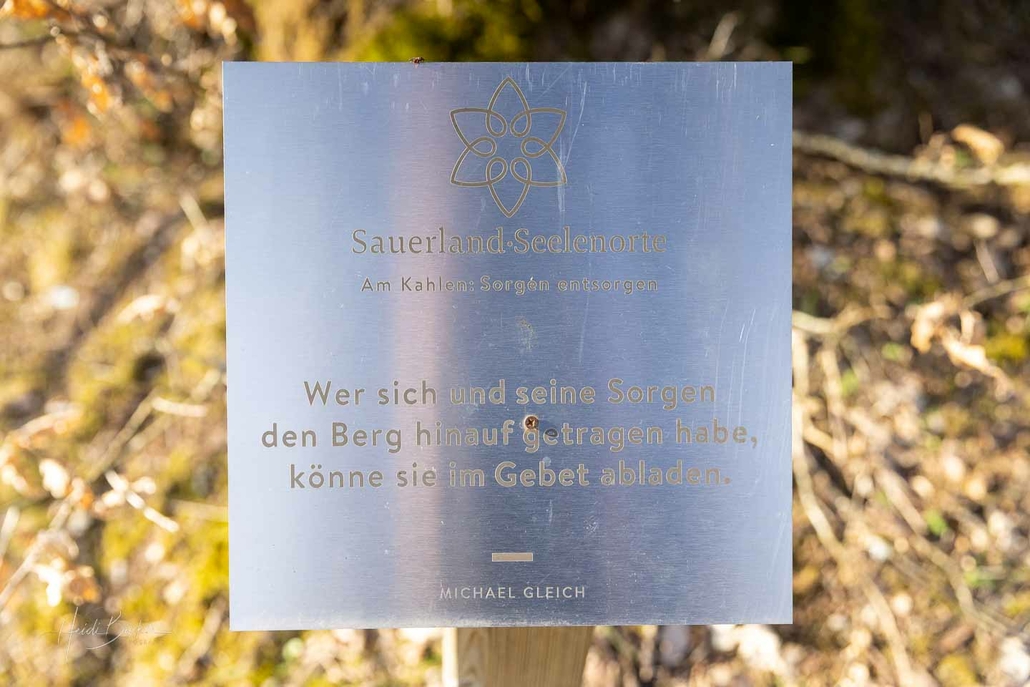 Sauerland·Seelenorte
Am Kahlen: Sorgen entsorgen
Wer sich und seine Sorgen
den Berg hinauf getragen habe,
könne sie im Gebet abladen.
MICHAEL GLEICH
Heidi